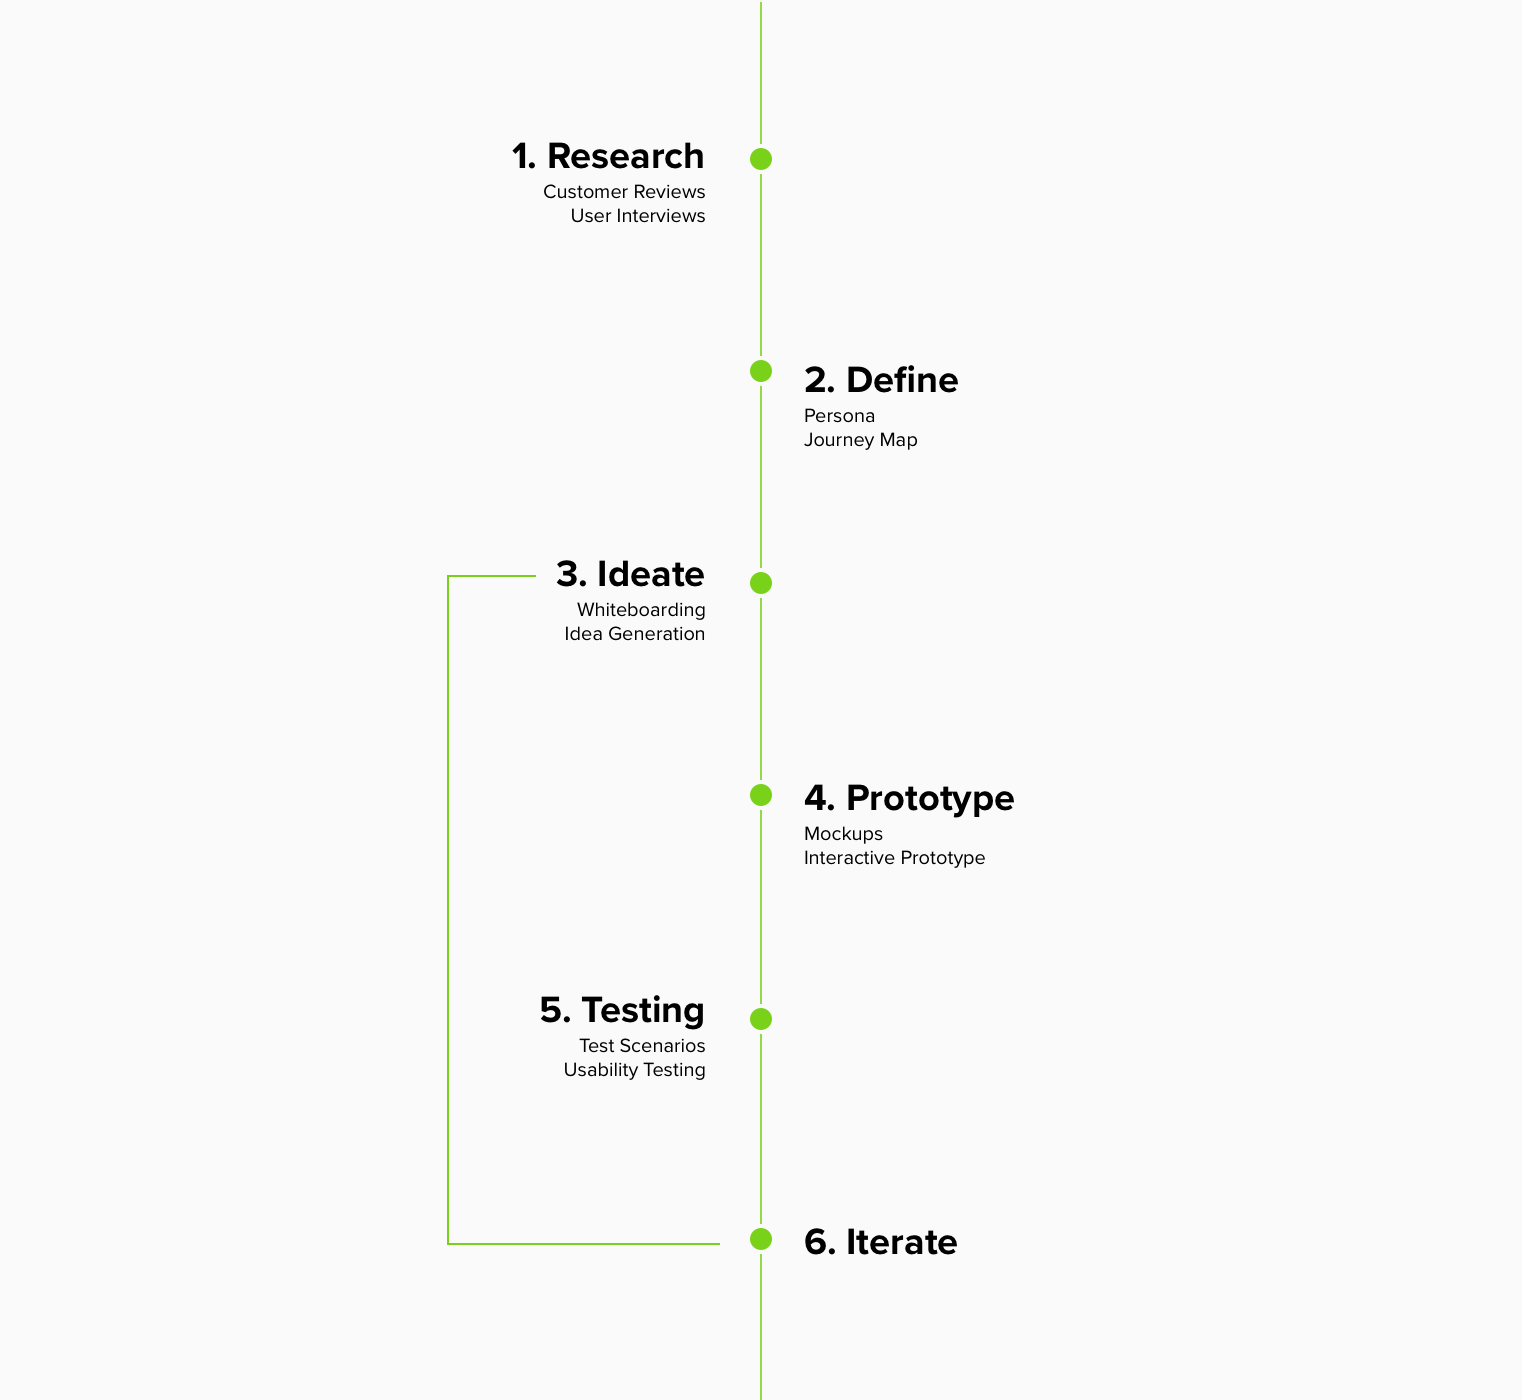 1. Research
Customer Reviews
User Interviews
2. Define
Persona
Journey Map
3. Ideate
Whiteboarding
Idea Generation
4. Prototype
Mockups
Interactive Prototype
5. Testing
Test Scenarios
Usability Testing
6. Iterate